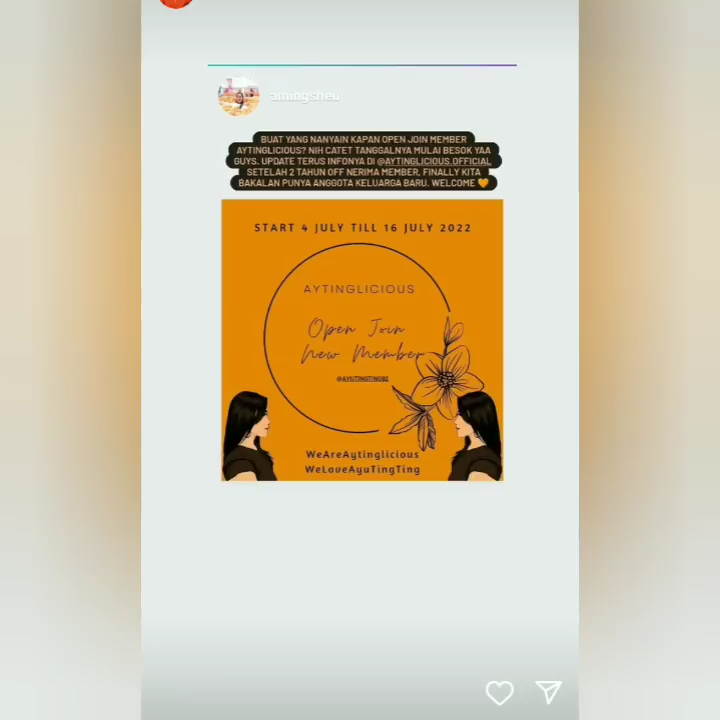 amingsheu
BUAT YANG NANYAIN KAPAN OPEN JOIN MEMBER
AYTINGLICIOUS? NIH CATET TANGGALNYA MULAI BESOK YAA
GUYS. UPDATE TERUS INFONYA DI @AYTINGLICIOUS.OFFICIAL
SETELAH 2 TAHUN OFF NERIMA MEMBER, FINALLY KITA
BAKALAN PUNYA ANGGOTA KELUARGA BARU. WELCOME 🧡
START 4 JULY TILL 16 JULY 2022
AYTINGLICIOUS
Open Join
New Member
@AYUTINGTING92
WeAreAytinglicious
WeLoveAyuTingTing